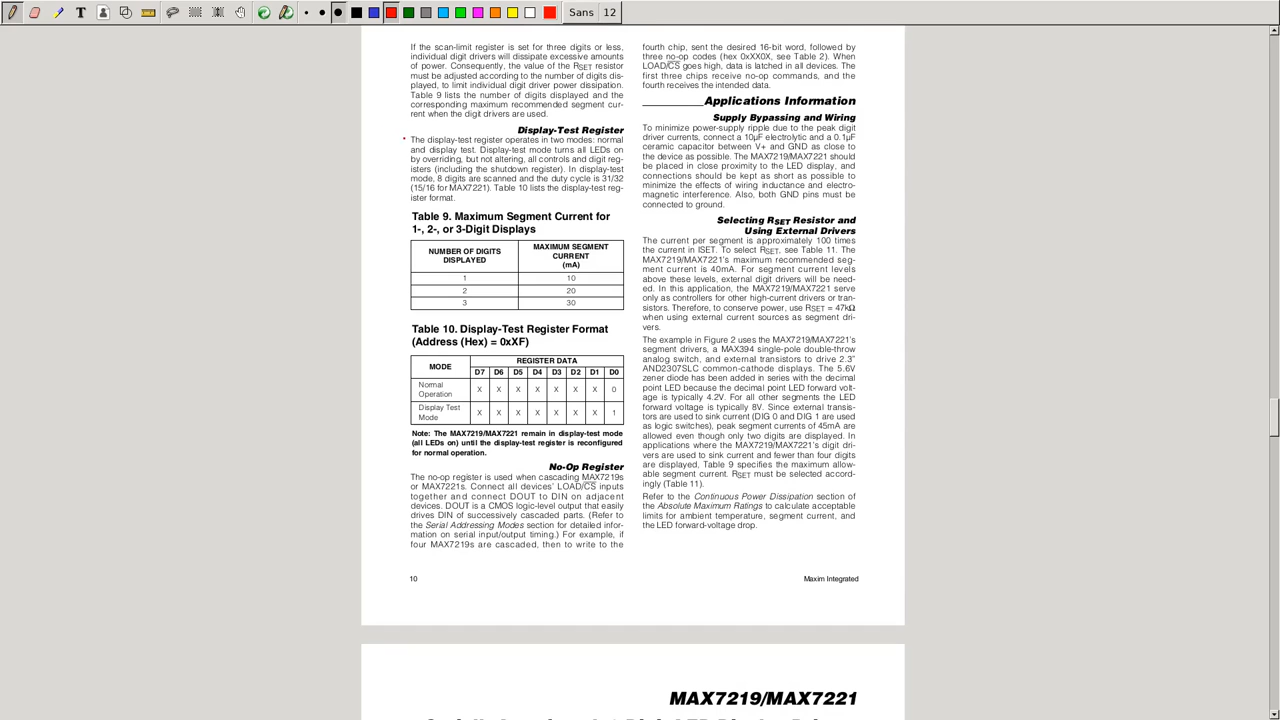 Sans 12
If the scan-limit register is set for three digits or less,
individual digit drivers will dissipate excessive amounts
of power. Consequently, the value of the RSET resistor
must be adjusted according to the number of digits dis-
played, to limit individual digit driver power dissipation.
Table 9 lists the number of digits displayed and the
corresponding maximum recommended segment cur-
rent when the digit drivers are used.
Display-Test Register
The display-test register operates in two modes: normal
and display test. Display-test mode turns all LEDs on
by overriding, but not altering, all controls and digit reg-
isters (including the shutdown register). In display-test
mode, 8 digits are scanned and the duty cycle is 31/32
(15/16 for MAX7221). Table 10 lists the display-test reg-
ister format.
Table 9. Maximum Segment Current for
1-, 2-, or 3-Digit Displays
NUMBER OF DIGITS
DISPLAYED
MAXIMUM SEGMENT
CURRENT
(mA)
1 10
2 20
3 30
Table 10. Display-Test Register Format
(Address (Hex) = 0xXF)
MODE
REGISTER DATA
D7 D6 D5 D4 D3 D2 D1 D0
Normal
Operation
X X X X X X X 0
Display Test
Mode
X X X X X X X 1
Note: The MAX7219/MAX7221 remain in display-test mode
(all LEDs on) until the display-test register is reconfigured
for normal operation.
No-Op Register
The no-op register is used when cascading MAX7219s
or MAX7221s. Connect all devices' LOAD/CS inputs
together and connect DOUT to DIN on adjacent
devices. DOUT is a CMOS logic-level output that easily
drives DIN of successively cascaded parts. (Refer to
the Serial Addressing Modes section for detailed infor-
mation on serial input/output timing.) For example, if
four MAX7219s are cascaded, then to write to the
fourth chip, sent the desired 16-bit word, followed by
three no-op codes (hex 0xXX0X, see Table 2). When
LOAD/CS goes high, data is latched in all devices. The
first three chips receive no-op commands, and the
fourth receives the intended data.
Applications Information
Supply Bypassing and Wiring
To minimize power-supply ripple due to the peak digit
driver currents, connect a 10µF electrolytic and a 0.1µF
ceramic capacitor between V+ and GND as close to
the device as possible. The MAX7219/MAX7221 should
be placed in close proximity to the LED display, and
connections should be kept as short as possible to
minimize the effects of wiring inductance and electro-
magnetic interference. Also, both GND pins must be
connected to ground.
Selecting RSET Resistor and
Using External Drivers
The current per segment is approximately 100 times
the current in ISET. To select RSET, see Table 11. The
MAX7219/MAX7221's maximum recommended seg-
ment current is 40mA. For segment current levels
above these levels, external digit drivers will be need-
ed. In this application, the MAX7219/MAX7221 serve
only as controllers for other high-current drivers or tran-
sistors. Therefore, to conserve power, use RSET = 47kΩ
when using external current sources as segment dri-
vers.
The example in Figure 2 uses the MAX7219/MAX7221's
segment drivers, a MAX394 single-pole double-throw
analog switch, and external transistors to drive 2.3"
AND2307SLC common-cathode displays. The 5.6V
zener diode has been added in series with the decimal
point LED because the decimal point LED forward volt-
age is typically 4.2V. For all other segments the LED
forward voltage is typically 8V. Since external transis-
tors are used to sink current (DIG 0 and DIG 1 are used
as logic switches), peak segment currents of 45mA are
allowed even though only two digits are displayed. In
applications where the MAX7219/MAX7221's digit dri-
vers are used to sink current and fewer than four digits
are displayed, Table 9 specifies the maximum allow-
able segment current. RSET must be selected accord-
ingly (Table 11).
Refer to the Continuous Power Dissipation section of
the Absolute Maximum Ratings to calculate acceptable
limits for ambient temperature, segment current, and
the LED forward-voltage drop.
10
Maxim Integrated
MAX7219/MAX7221